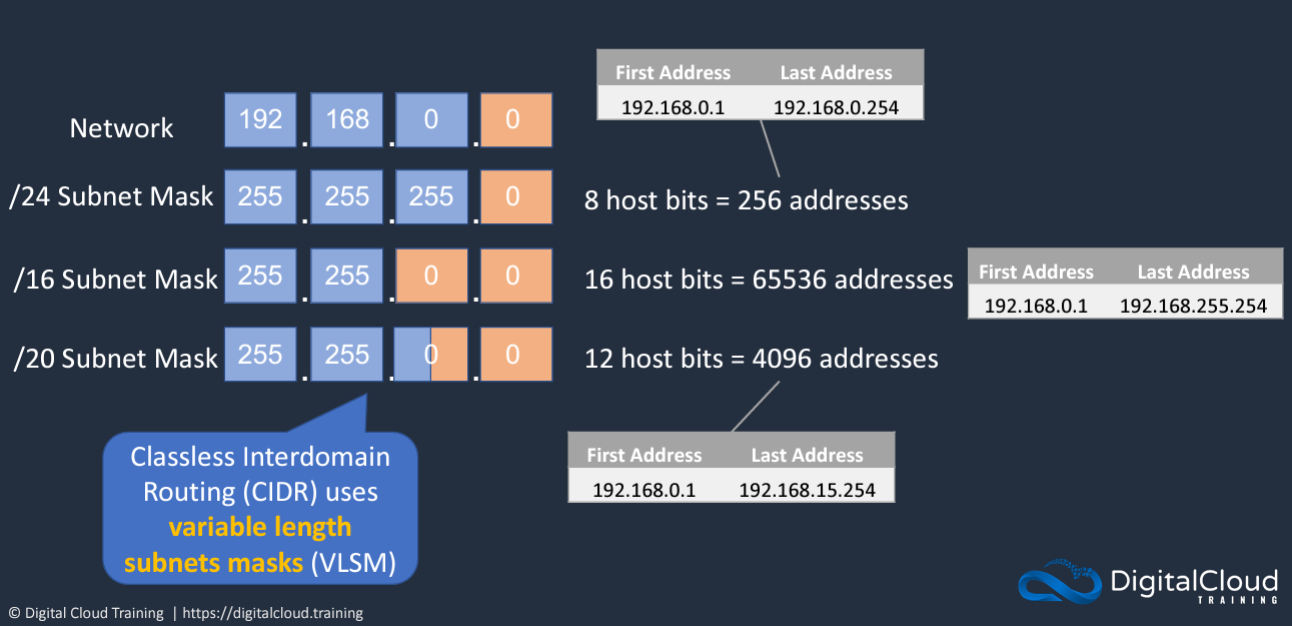 First Address Last Address
192.168.0.1 192.168.0.254
Network 192 . 168 . 0 . 0
/24 Subnet Mask 255 . 255 . 255 . 0 8 host bits = 256 addresses
/16 Subnet Mask 255 . 255 . 0 . 0 16 host bits = 65536 addresses
First Address Last Address
192.168.0.1 192.168.255.254
/20 Subnet Mask 255 . 255 . 0 . 0 12 host bits = 4096 addresses
First Address Last Address
192.168.0.1 192.168.15.254
Classless Interdomain
Routing (CIDR) uses
variable length
subnets masks (VLSM)
DigitalCloud
TRAINING
© Digital Cloud Training | https://digitalcloud.training